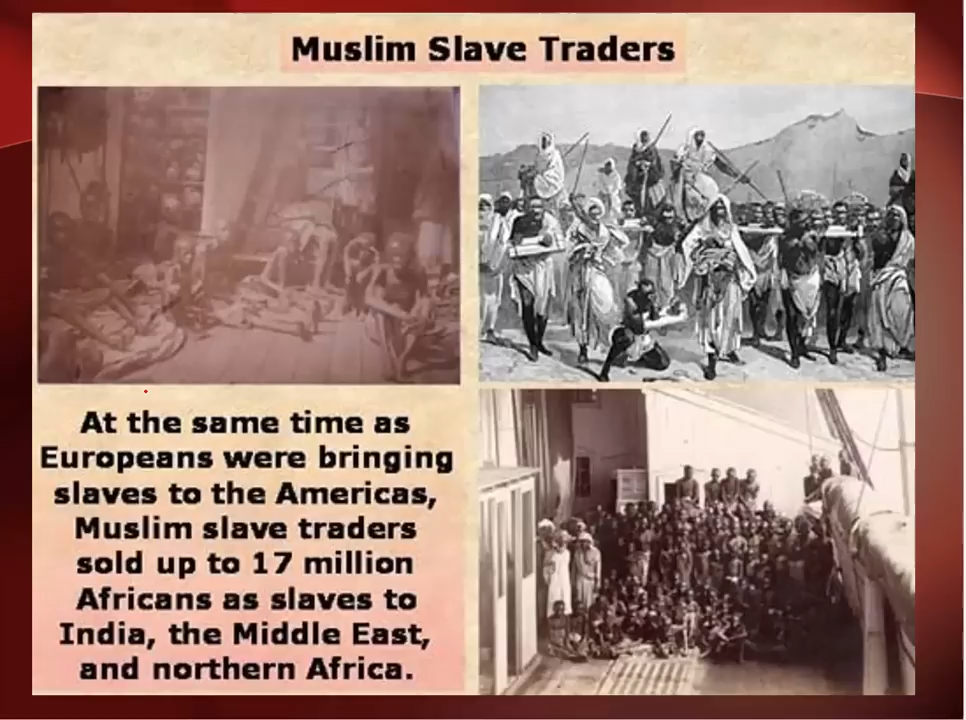 Muslim Slave Traders
At the same time as
Europeans were bringing
slaves to the Americas,
Muslim slave traders
sold up to 17 million
Africans as slaves to
India, the Middle East,
and northern Africa.